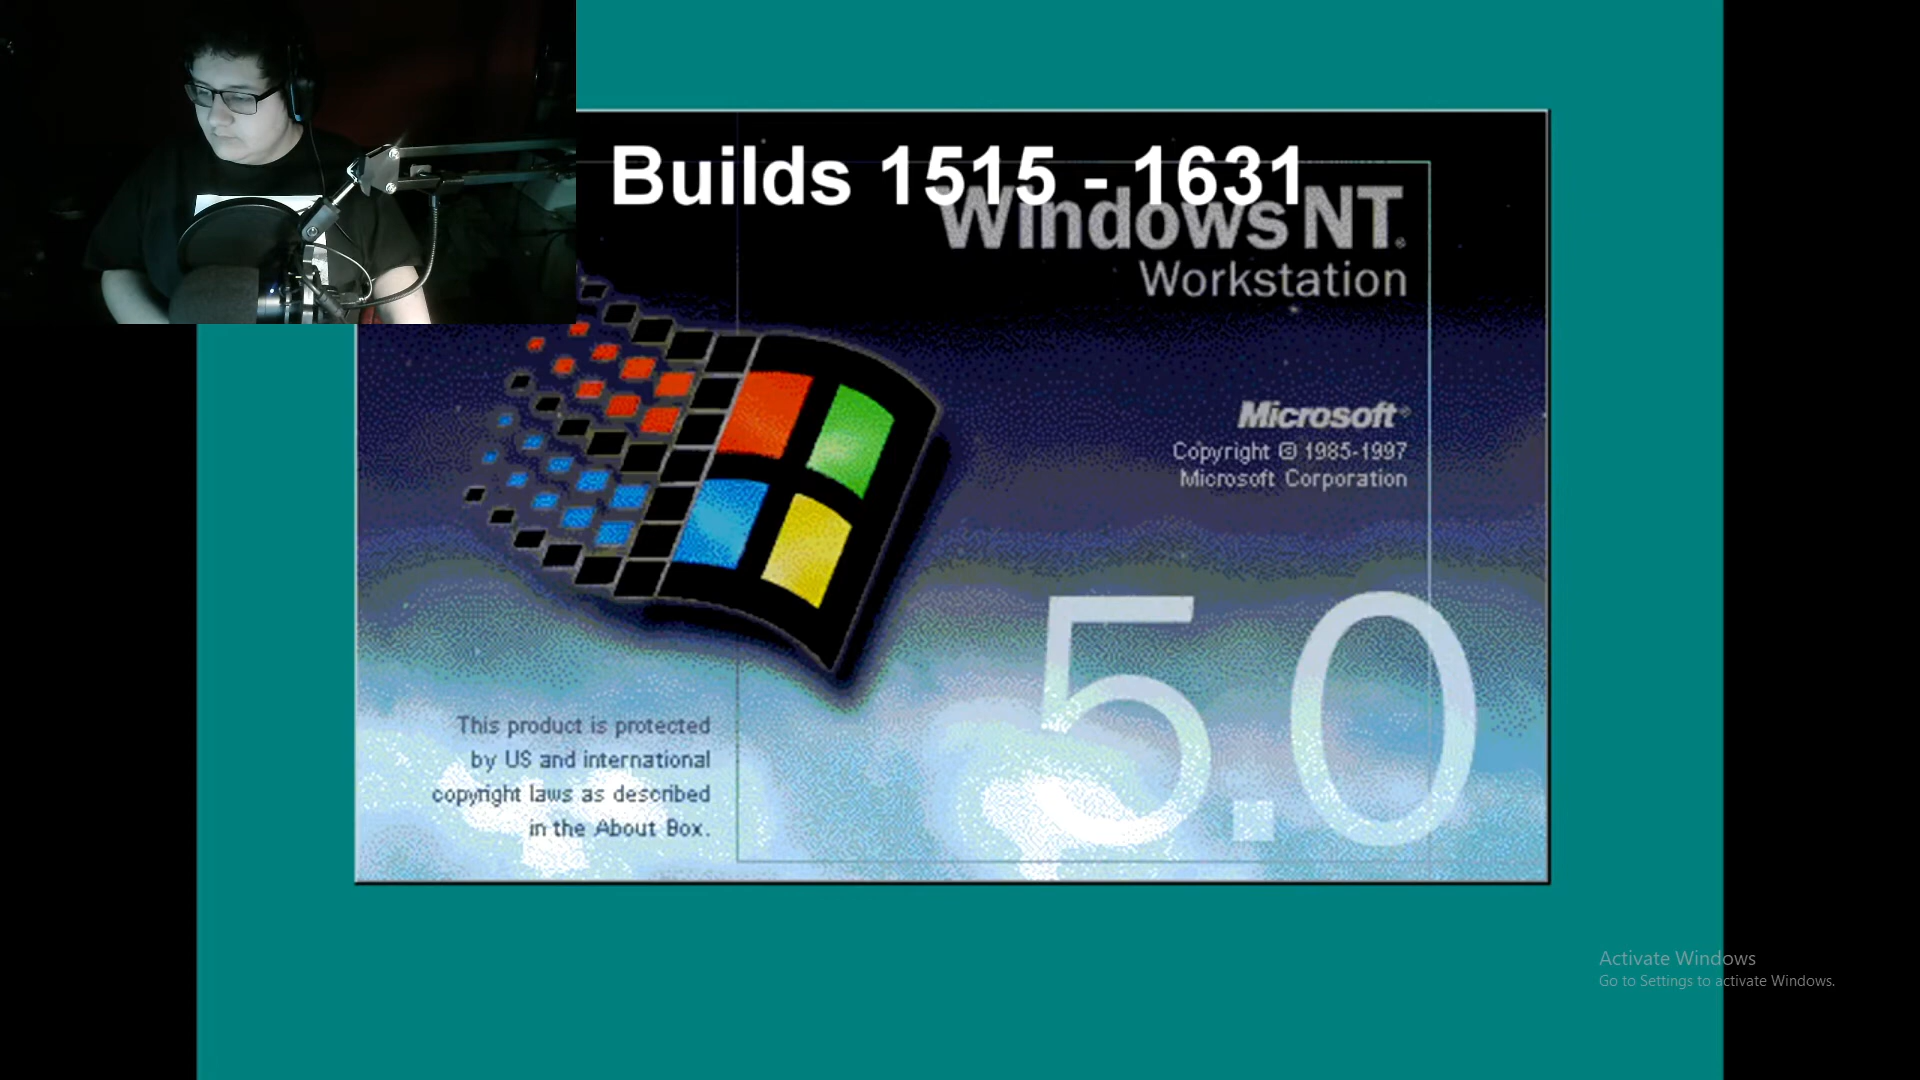 Builds 1515 - 1631
Windows NT
Workstation
Microsoft®
Copyright © 1985-1997
Microsoft Corporation
5.0
This product is protected
by US and international
copyright laws as described
in the About Box.
Activate Windows
Go to Settings to activate Windows.